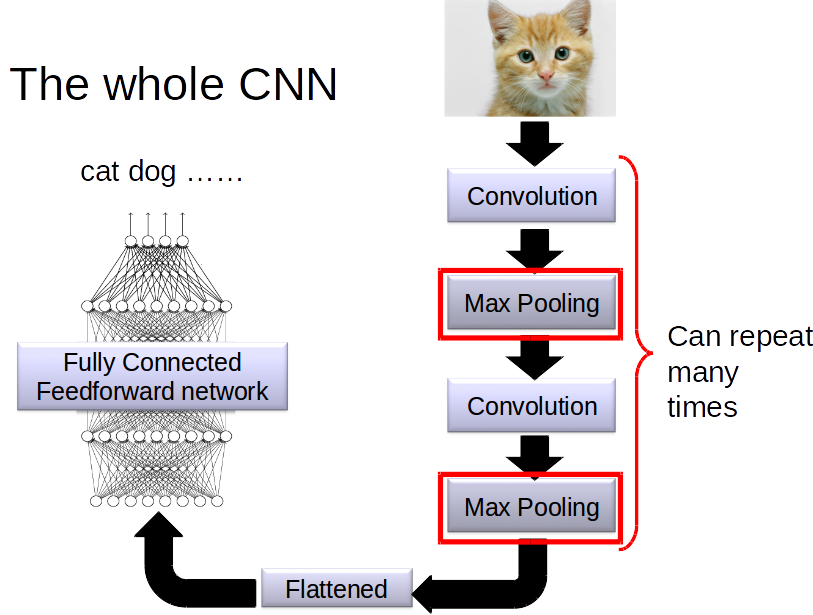 The whole CNN
cat dog ……
Convolution
Max Pooling
Convolution
Max Pooling
Can repeat
many
times
Flattened
Fully Connected
Feedforward network